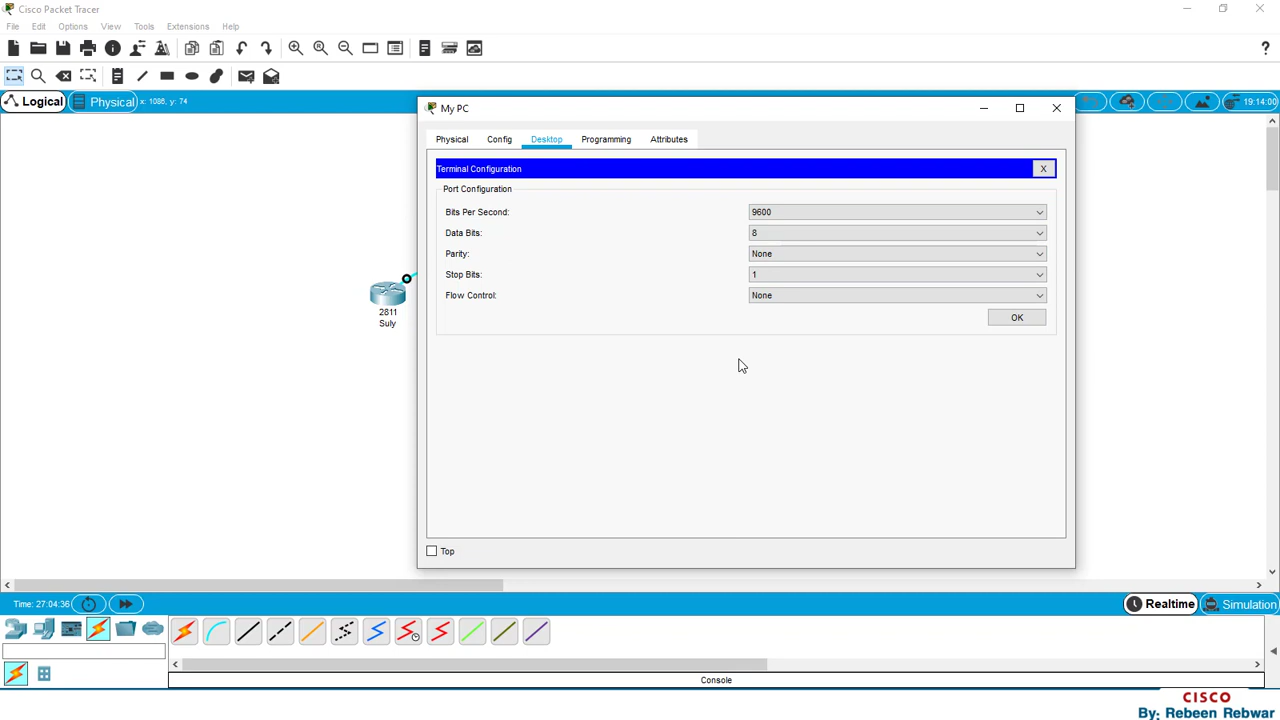 Cisco Packet Tracer
File Edit Options View Tools Extensions Help
?
Logical Physical x: 1086, y: 74 19:14:00
My PC
Physical Config Desktop Programming Attributes
Terminal Configuration X
Port Configuration
Bits Per Second: 9600
Data Bits: 8
Parity: None
Stop Bits: 1
Flow Control: None
OK
2811
Suly
Top
Time: 27:04:36 Realtime Simulation
Console
CISCO
By: Rebeen Rebwar